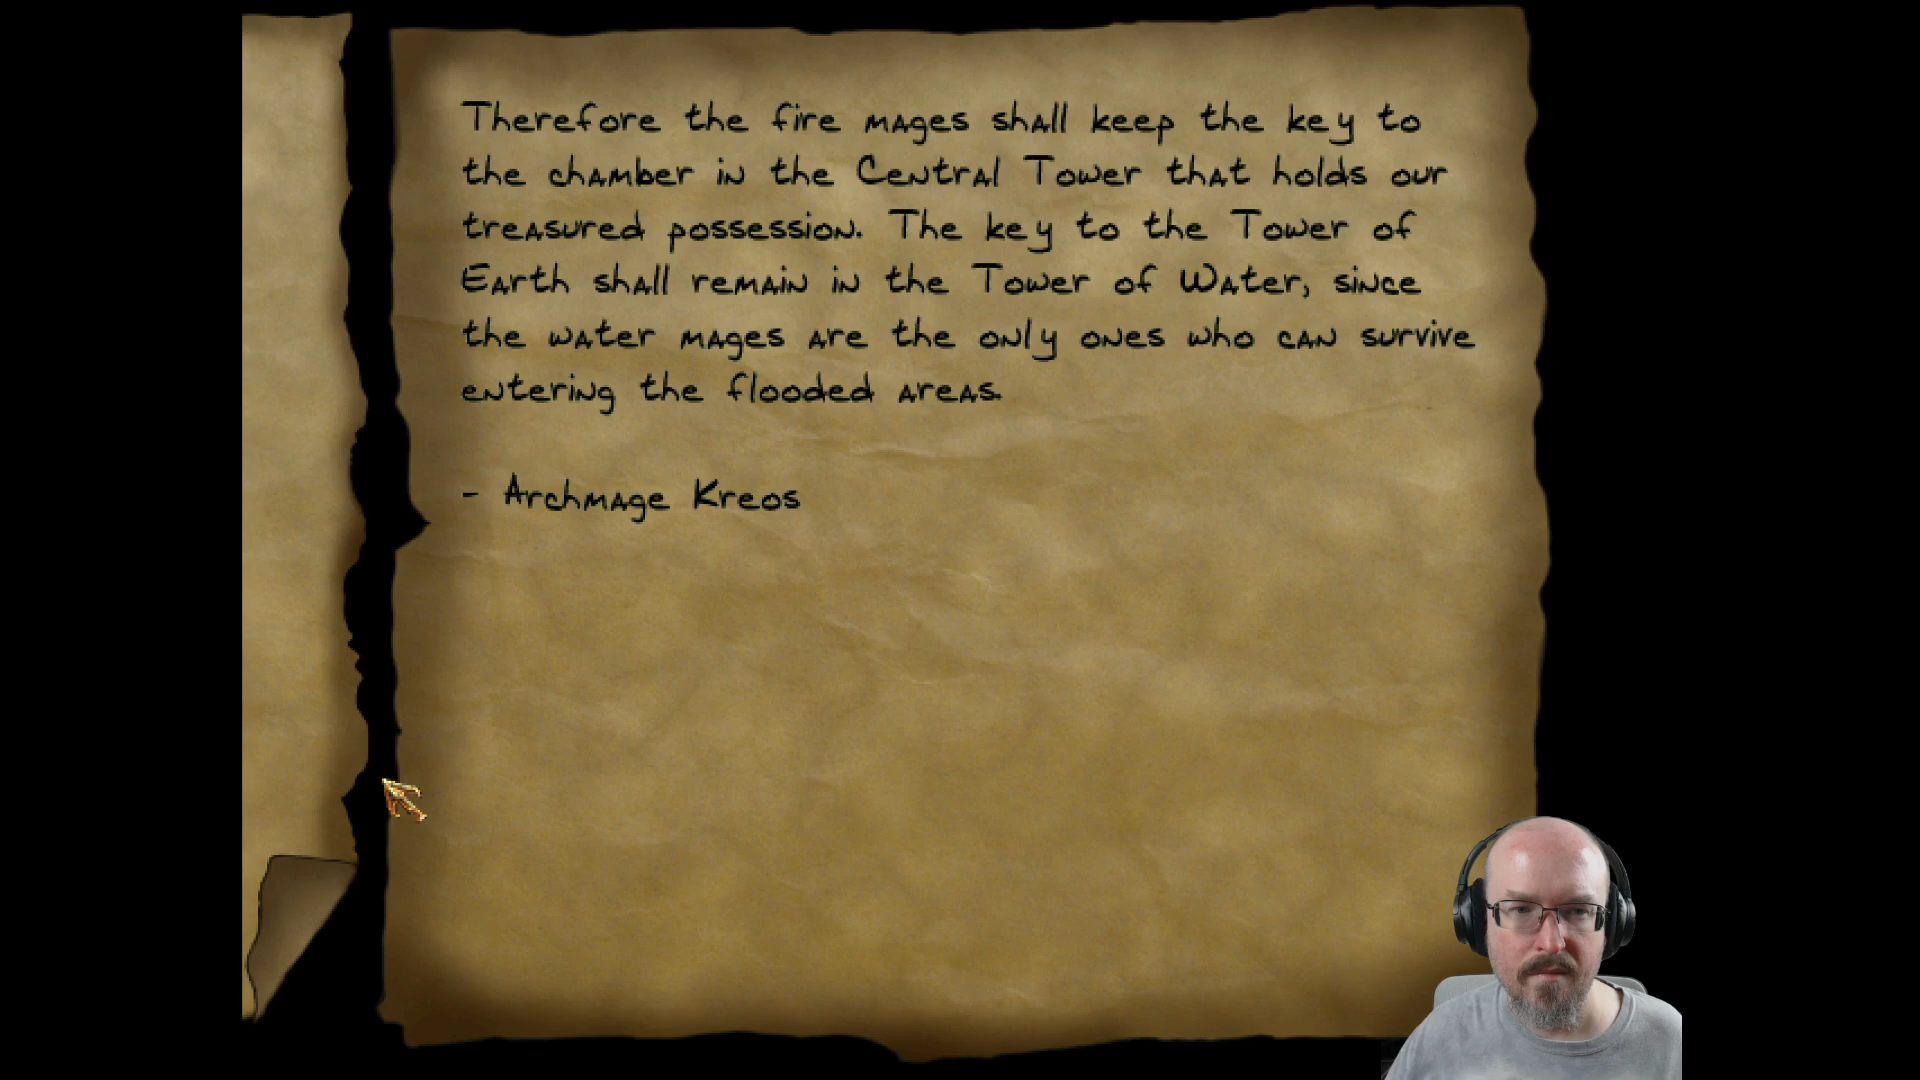 Therefore the fire mages shall keep the key to
the chamber in the Central Tower that holds our
treasured possession. The key to the Tower of
Earth shall remain in the Tower of Water, since
the water mages are the only ones who can survive
entering the flooded areas.
- Archmage Kreos